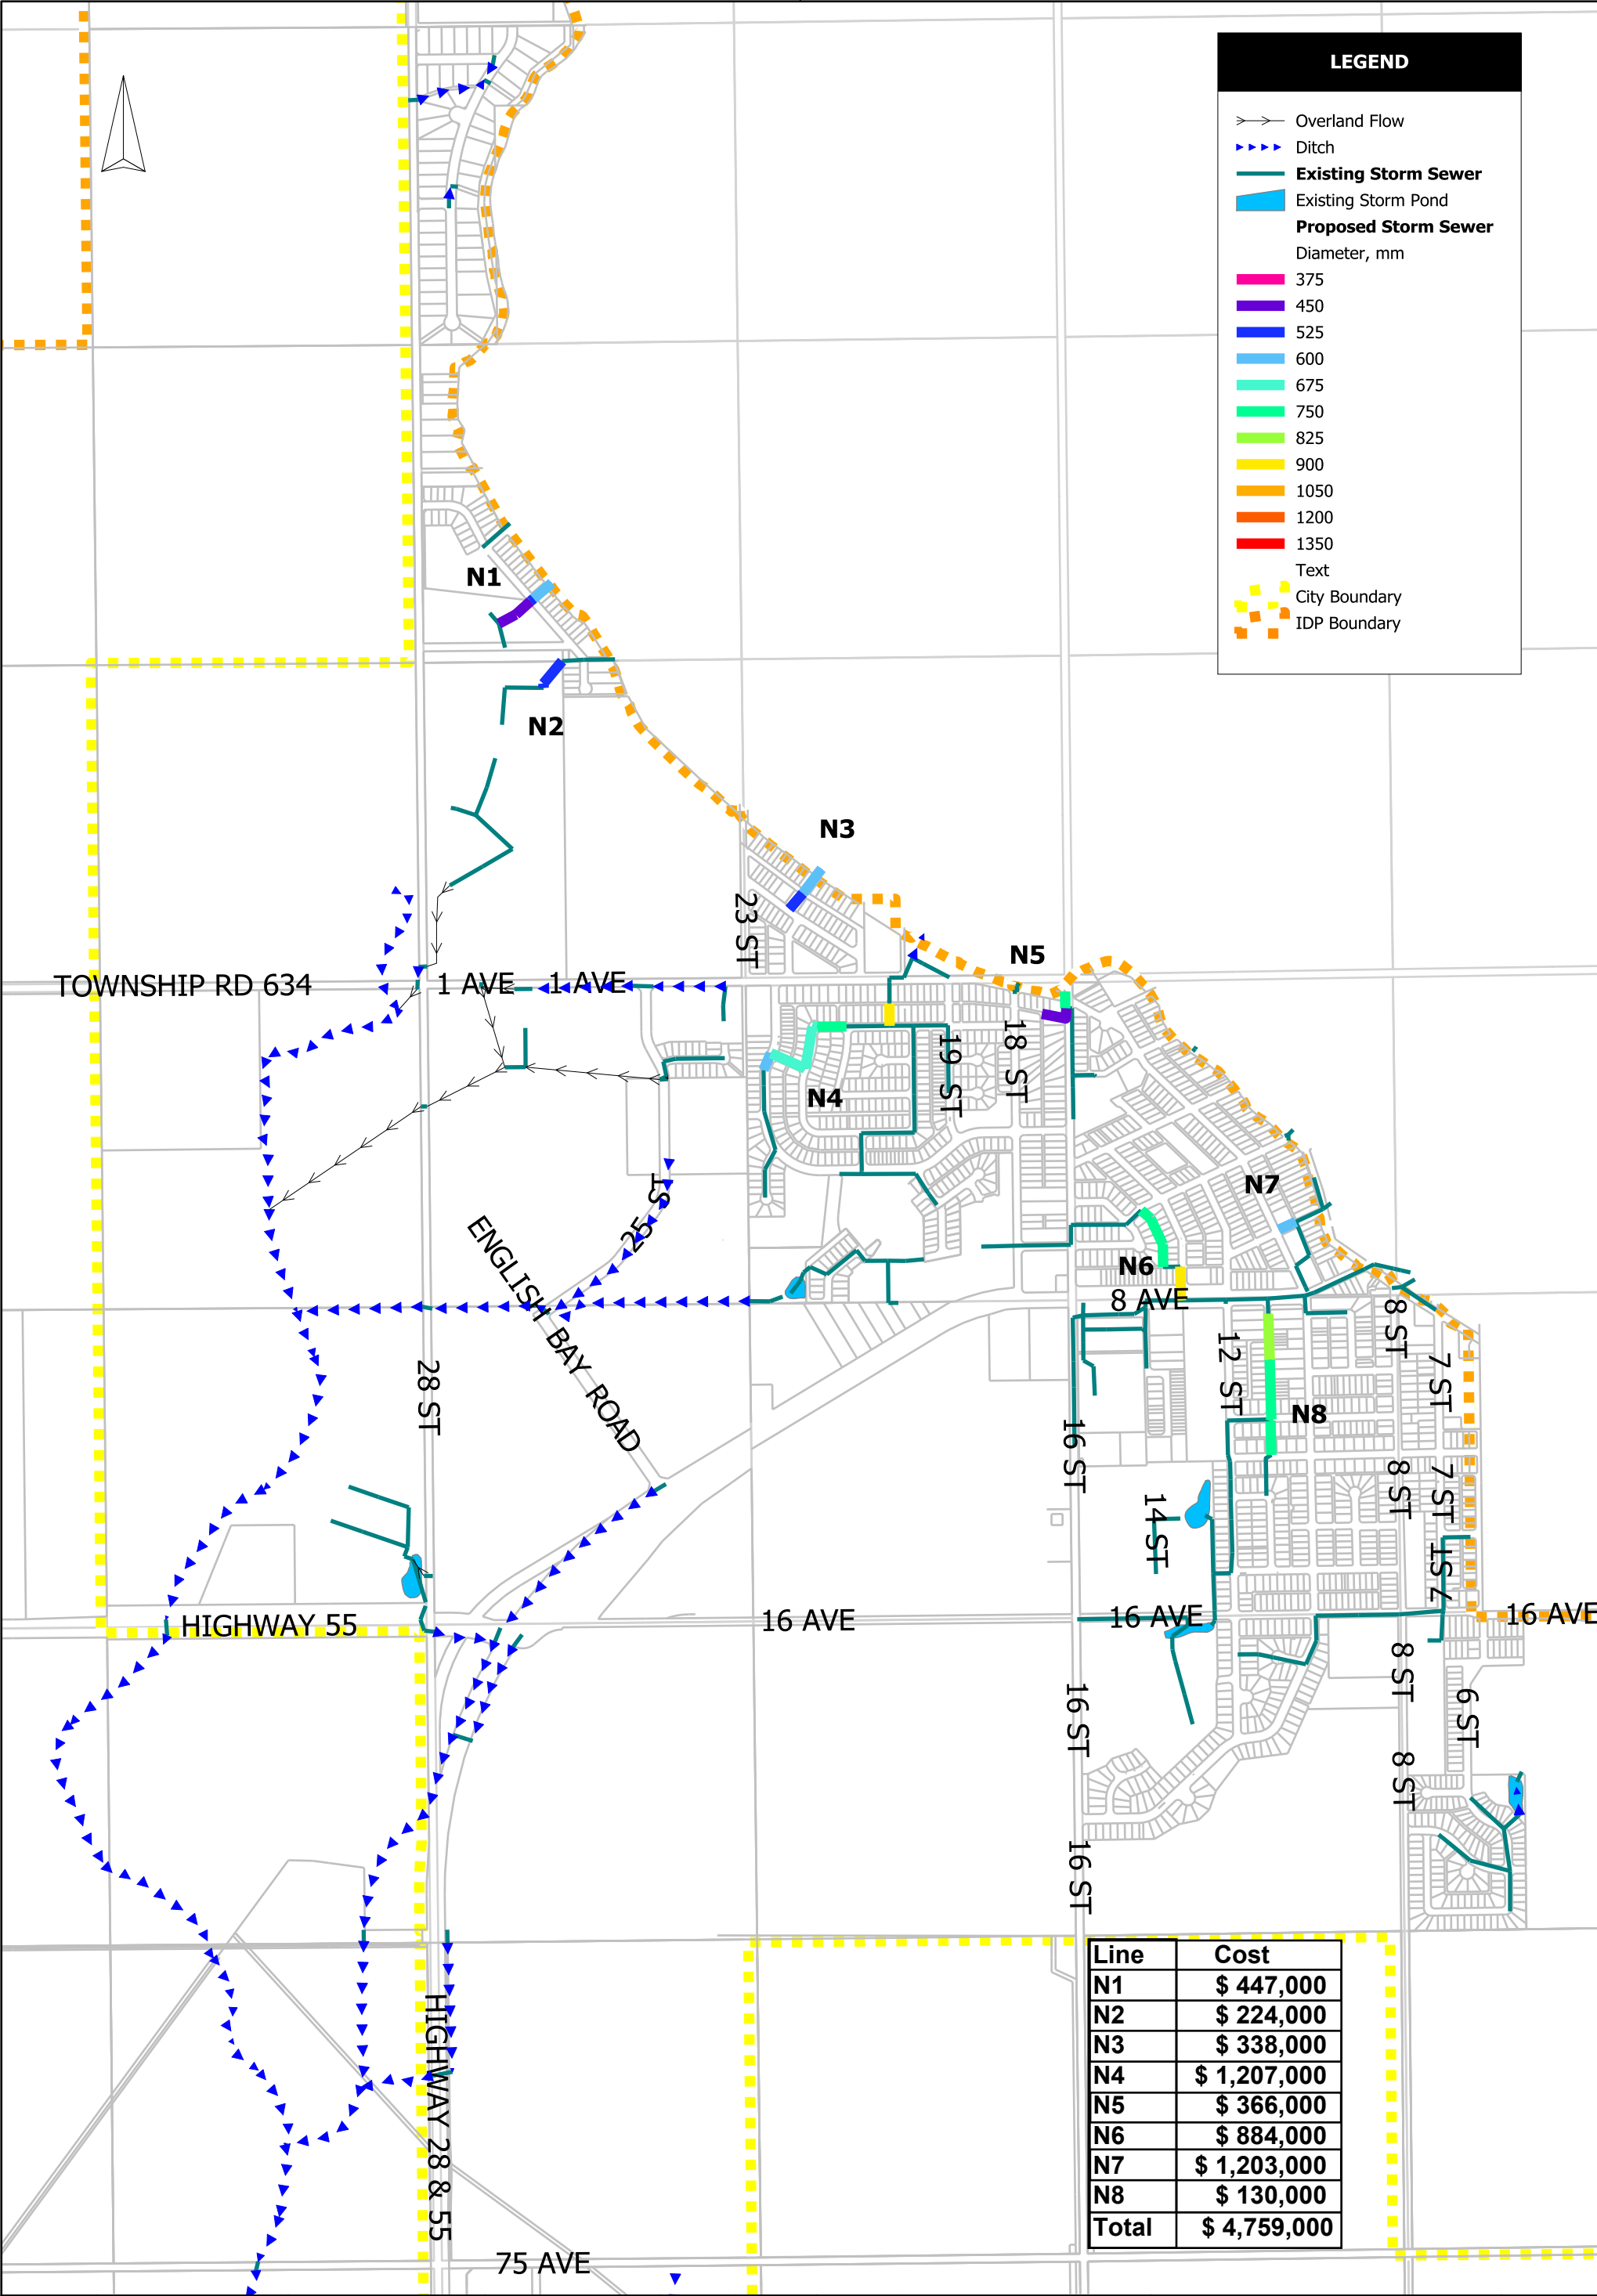 LEGEND
Overland Flow
Ditch
Existing Storm Sewer
Existing Storm Pond
Proposed Storm Sewer
Diameter, mm
375
450
525
600
675
750
825
900
1050
1200
1350
Text
City Boundary
IDP Boundary
N1
N2
N3
23 ST
N5
TOWNSHIP RD 634
1 AVE
1 AVE
18 ST
19 ST
N4
N7
25 ST
ENGLISH BAY ROAD
N6
8 AVE
8 ST
12 ST
7 ST
28 ST
N8
16 ST
8 ST
7 ST
14 ST
7 ST
HIGHWAY 55
16 AVE
16 AVE
16 AVE
8 ST
16 ST
6 ST
8 ST
16 ST
HIGHWAY 28 & 55
75 AVE
Line Cost
N1 $ 447,000
N2 $ 224,000
N3 $ 338,000
N4 $ 1,207,000
N5 $ 366,000
N6 $ 884,000
N7 $ 1,203,000
N8 $ 130,000
Total $ 4,759,000